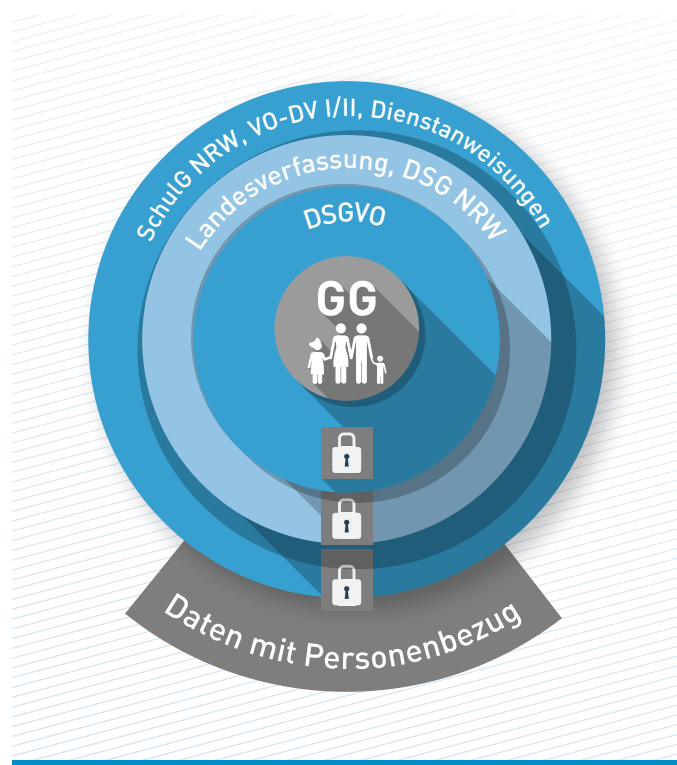 SchulG NRW, VO-DV I/II, Dienstanweisungen
Landesverfassung, DSG NRW
DSGVO
GG
Daten mit Personenbezug